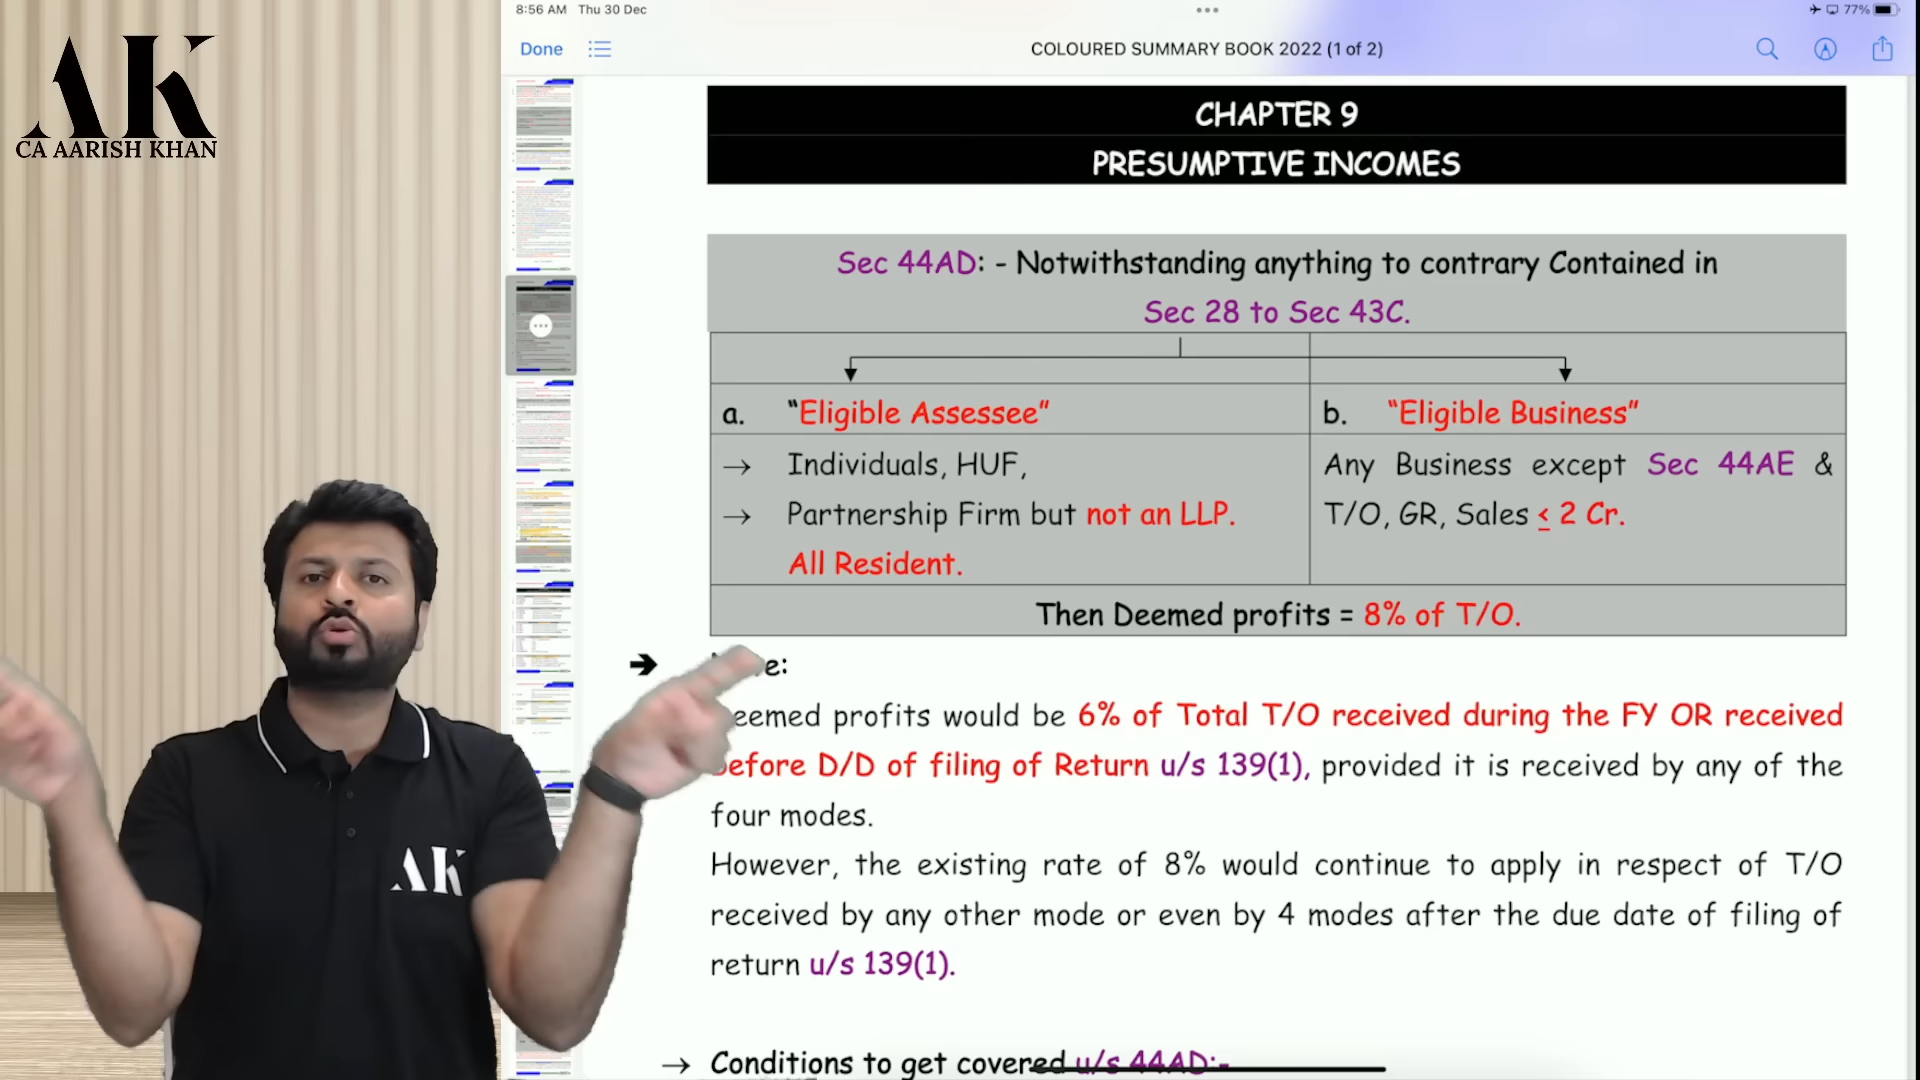 AK
CA AARISH KHAN
8:56 AM Thu 30 Dec
77%
Done
COLOURED SUMMARY BOOK 2022 (1 of 2)
CHAPTER 9
PRESUMPTIVE INCOMES
Sec 44AD: - Notwithstanding anything to contrary Contained in
Sec 28 to Sec 43C.
a. "Eligible Assessee"
b. "Eligible Business"
→ Individuals, HUF,
→ Partnership Firm but not an LLP.
All Resident.
Any Business except Sec 44AE &
T/O, GR, Sales ≤ 2 Cr.
Then Deemed profits = 8% of T/O.
profits would be 6% of Total T/O received during the FY OR received
before D/D of filing of Return u/s 139(1), provided it is received by any of the
four modes.
However, the existing rate of 8% would continue to apply in respect of T/O
received by any other mode or even by 4 modes after the due date of filing of
return u/s 139(1).
→ Conditions to get covered u/s 44AD:-
AK